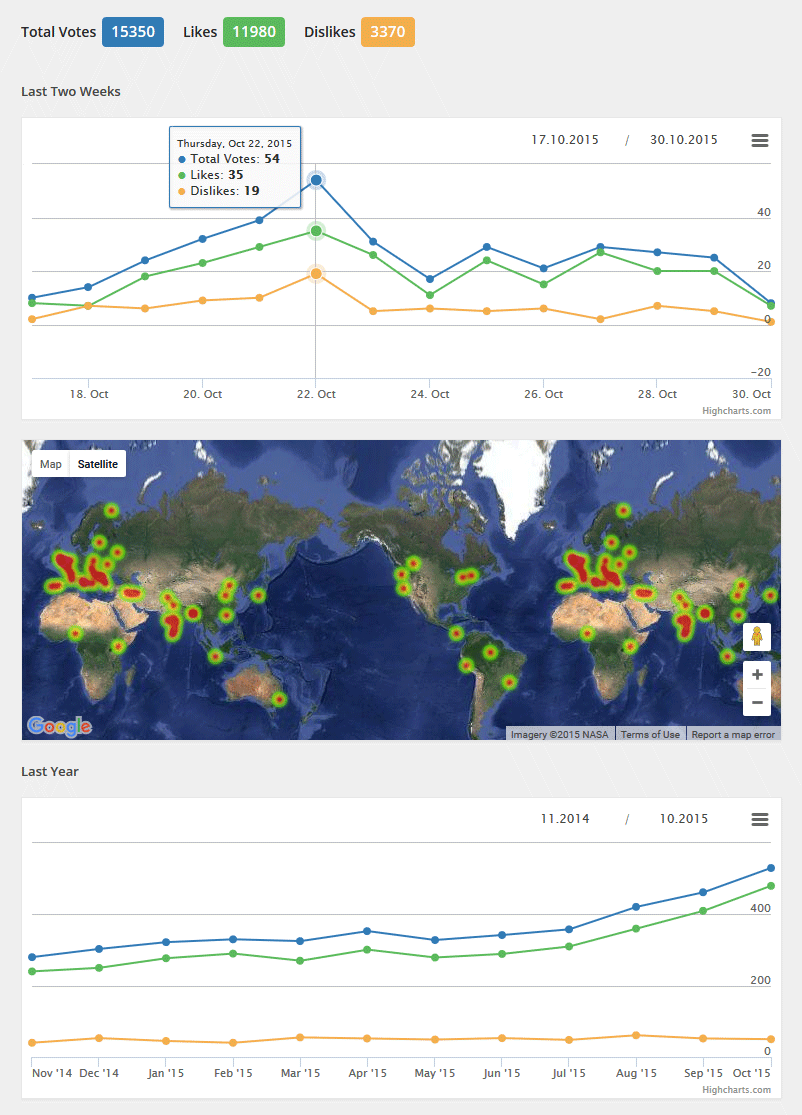 Total Votes 15350 Likes 11980 Dislikes 3370
Last Two Weeks
17.10.2015 / 30.10.2015
Thursday, Oct 22, 2015
Total Votes: 54
Likes: 35
Dislikes: 19
40
20
0
-20
18. Oct 20. Oct 22. Oct 24. Oct 26. Oct 28. Oct 30. Oct
Highcharts.com
Map Satellite
+
−
Google
Imagery ©2015 NASA Terms of Use Report a map error
Last Year
11.2014 / 10.2015
400
200
0
Nov '14 Dec '14 Jan '15 Feb '15 Mar '15 Apr '15 May '15 Jun '15 Jul '15 Aug '15 Sep '15 Oct '15
Highcharts.com